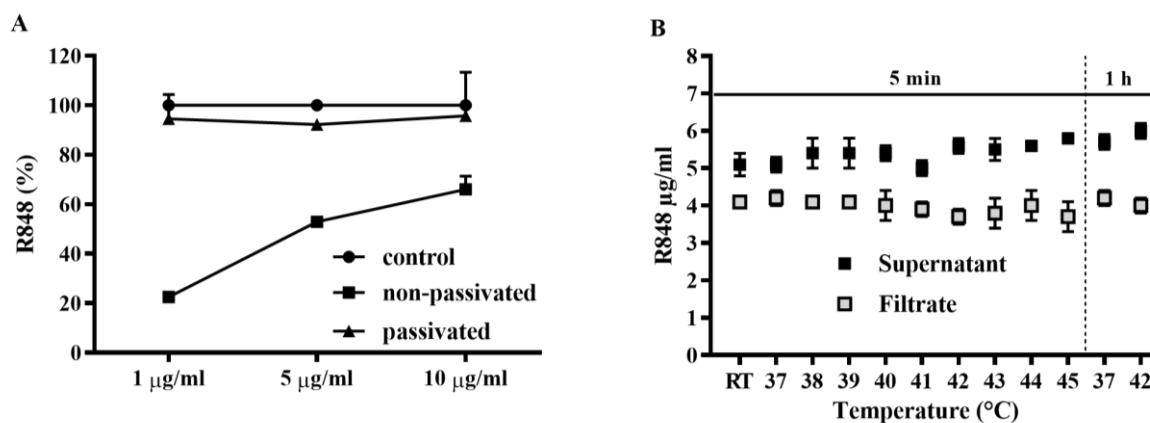 A
R848 (%)
120
100
80
60
40
20
0
control
non-passivated
passivated
1 μg/ml 5 μg/ml 10 μg/ml
B
R848 μg/ml
8
7
6
5
4
3
2
1
0
5 min 1 h
Supernatant
Filtrate
RT 37 38 39 40 41 42 43 44 45 37 42
Temperature (°C)